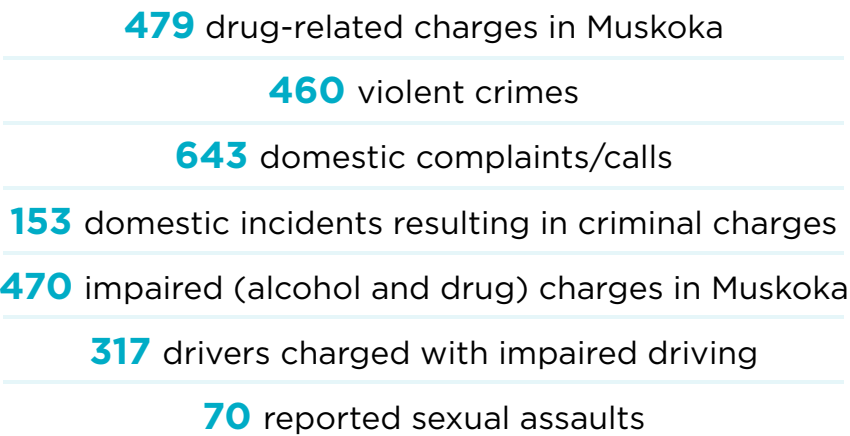 479 drug-related charges in Muskoka
460 violent crimes
643 domestic complaints/calls
153 domestic incidents resulting in criminal charges
470 impaired (alcohol and drug) charges in Muskoka
317 drivers charged with impaired driving
70 reported sexual assaults